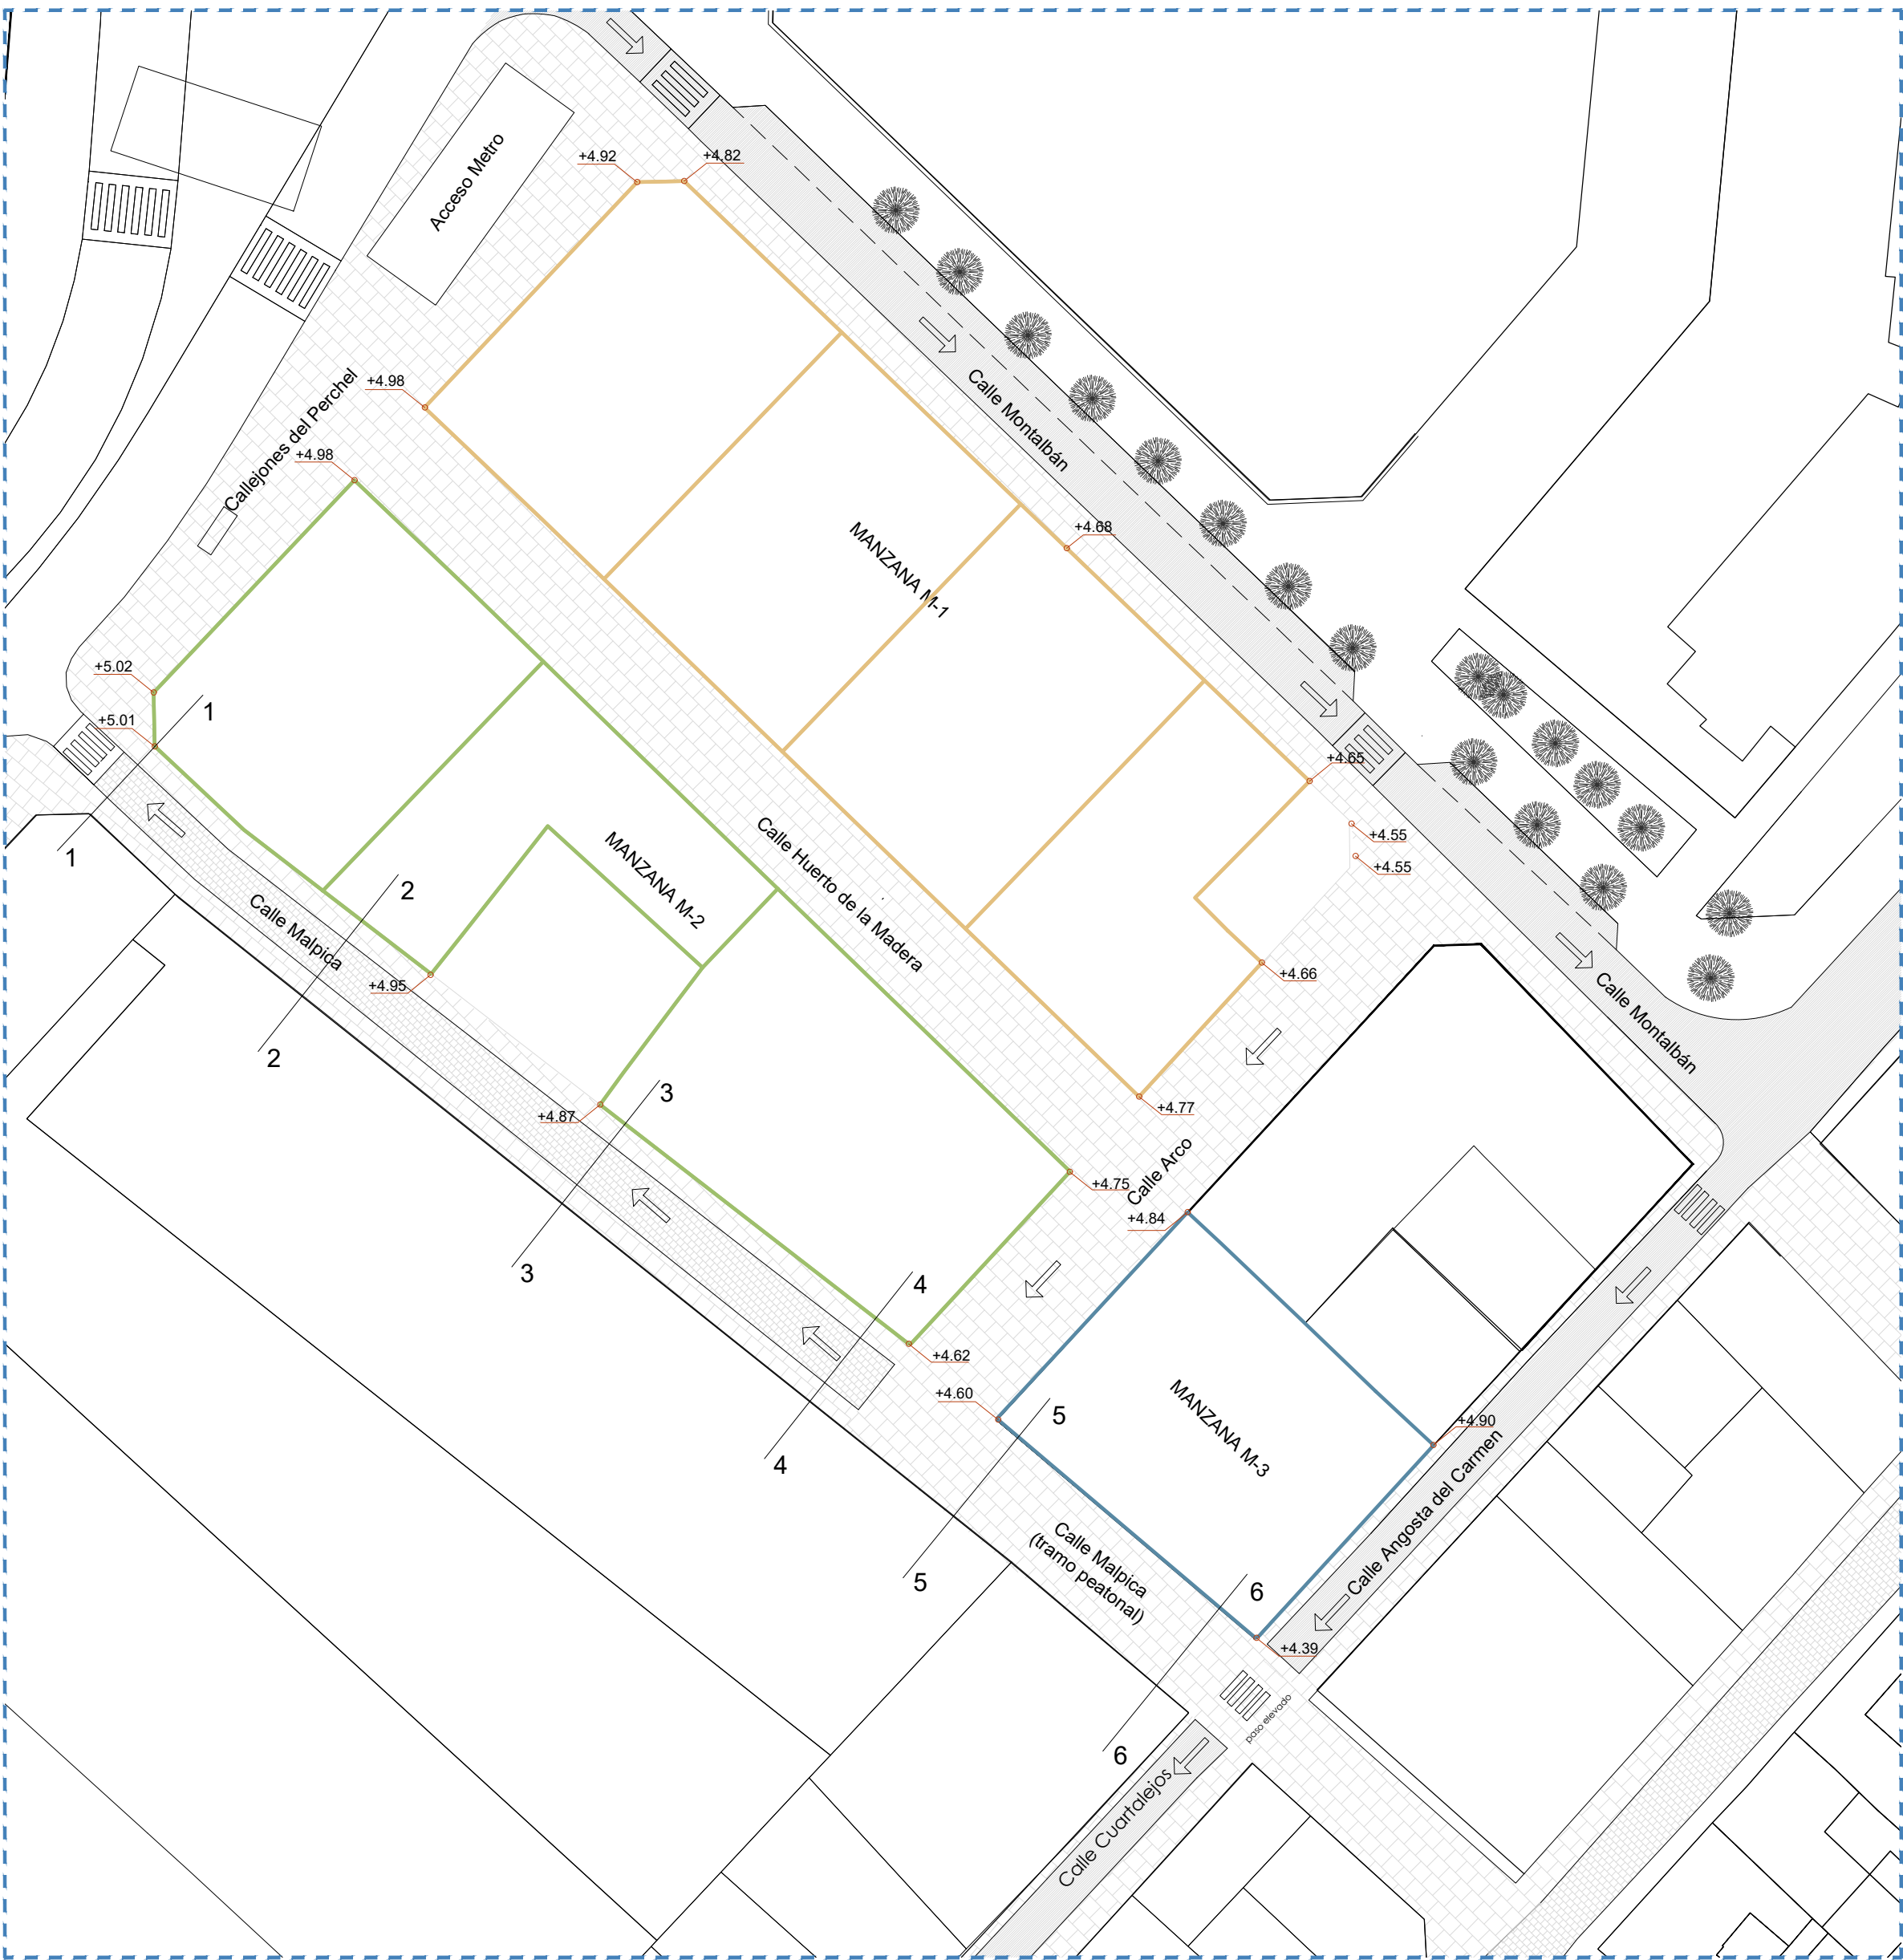 +4.92
+4.82
Acceso Metro
+4.98
Callejones del Perchel
+4.98
Calle Montalbán
MANZANA M-1
+4.68
+5.02
+5.01
1
+4.65
1
+4.55
+4.55
MANZANA M-2
Calle Huerto de la Madera
2
Calle Malpica
+4.95
+4.66
Calle Montalbán
2
3
+4.87
+4.77
Calle Arco
+4.75
+4.84
3
4
+4.62
+4.60
5
MANZANA M-3
+4.90
4
Calle Angosta del Carmen
Calle Malpica
(tramo peatonal)
5
6
+4.39
paso elevado
6
Calle Cuartalejos